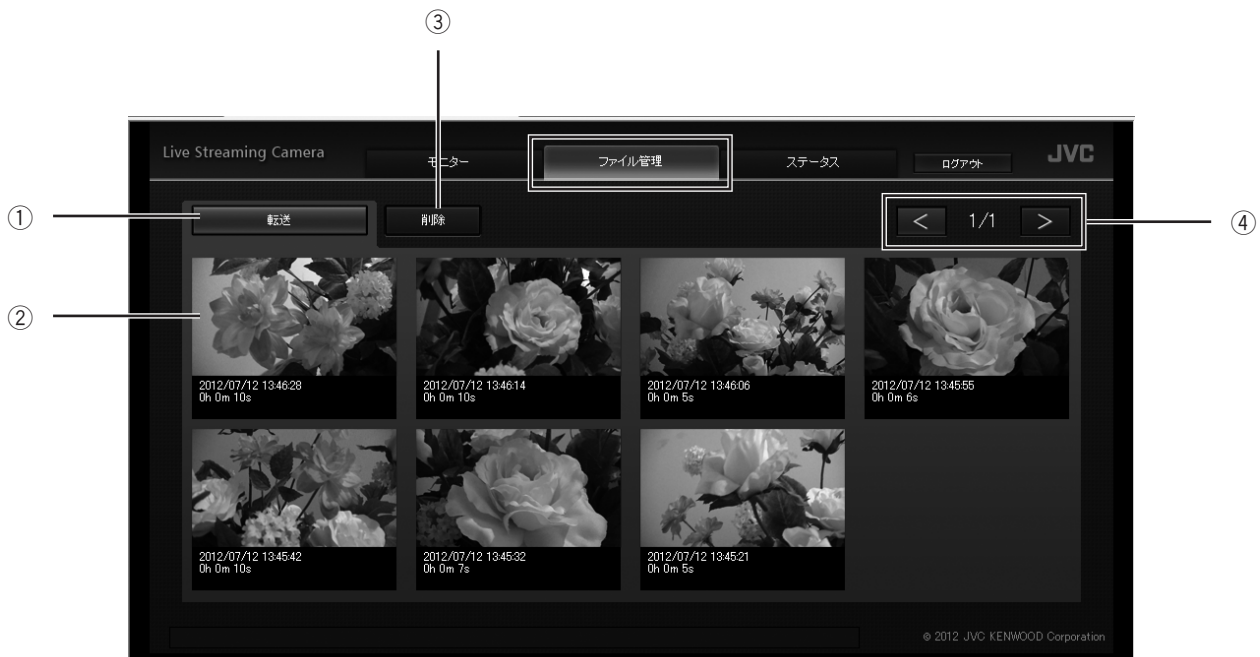 ③
Live Streaming Camera
モニター
ファイル管理
ステータス
ログアウト
JVC
①
転送
削除
< 1/1 >
④
②
2012/07/12 13:46:28
0h 0m 10s
2012/07/12 13:46:14
0h 0m 10s
2012/07/12 13:46:06
0h 0m 5s
2012/07/12 13:45:55
0h 0m 6s
2012/07/12 13:45:42
0h 0m 10s
2012/07/12 13:45:32
0h 0m 7s
2012/07/12 13:45:21
0h 0m 5s
© 2012 JVC KENWOOD Corporation